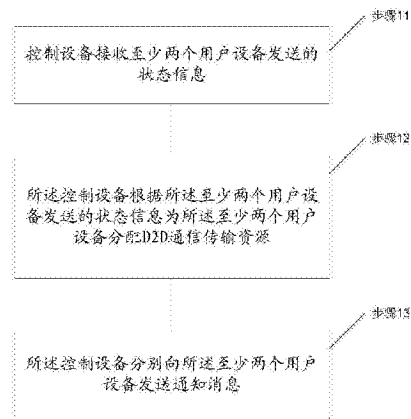 步骤11
控制设备接收至少两个用户设备发送的
状态信息
步骤12
所述控制设备根据所述至少两个用户设
备发送的状态信息为所述至少两个用户
设备分配D2D通信传输资源
步骤13
所述控制设备分别向所述至少两个用户
设备发送通知消息